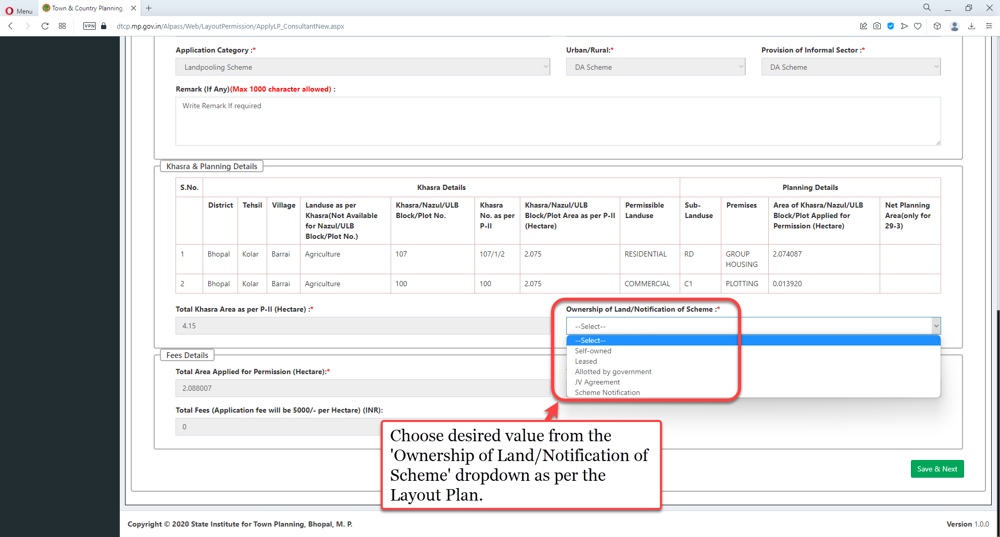 Menu
Town & Country Planning,
VPN
dtcp.mp.gov.in/Alpass/Web/LayoutPermission/ApplyLP_ConsultantNew.aspx
Application Category :* Urban/Rural:* Provision of Informal Sector :*
Landpooling Scheme DA Scheme DA Scheme
Remark (If Any)(Max 1000 character allowed) :
Write Remark If required
Khasra & Planning Details
S.No. Khasra Details Planning Details
District Tehsil Village Landuse as per Khasra(Not Available for Nazul/ULB Block/Plot No.) Khasra/Nazul/ULB Block/Plot No. Khasra No. as per P-II Khasra/Nazul/ULB Block/Plot Area as per P-II (Hectare) Permissible Landuse Sub-Landuse Premises Area of Khasra/Nazul/ULB Block/Plot Applied for Permission (Hectare) Net Planning Area(only for 29-3)
1 Bhopal Kolar Barrai Agriculture 107 107/1/2 2.075 RESIDENTIAL RD GROUP HOUSING 2.074087
2 Bhopal Kolar Barrai Agriculture 100 100 2.075 COMMERCIAL C1 PLOTTING 0.013920
Total Khasra Area as per P-II (Hectare) :* Ownership of Land/Notification of Scheme :*
4.15 --Select--
--Select--
Self-owned
Leased
Allotted by government
JV Agreement
Scheme Notification
Fees Details
Total Area Applied for Permission (Hectare):*
2.088007
Total Fees (Application fee will be 5000/- per Hectare) (INR):
0
Choose desired value from the
'Ownership of Land/Notification of
Scheme' dropdown as per the
Layout Plan.
Save & Next
Copyright © 2020 State Institute for Town Planning, Bhopal, M. P. Version 1.0.0